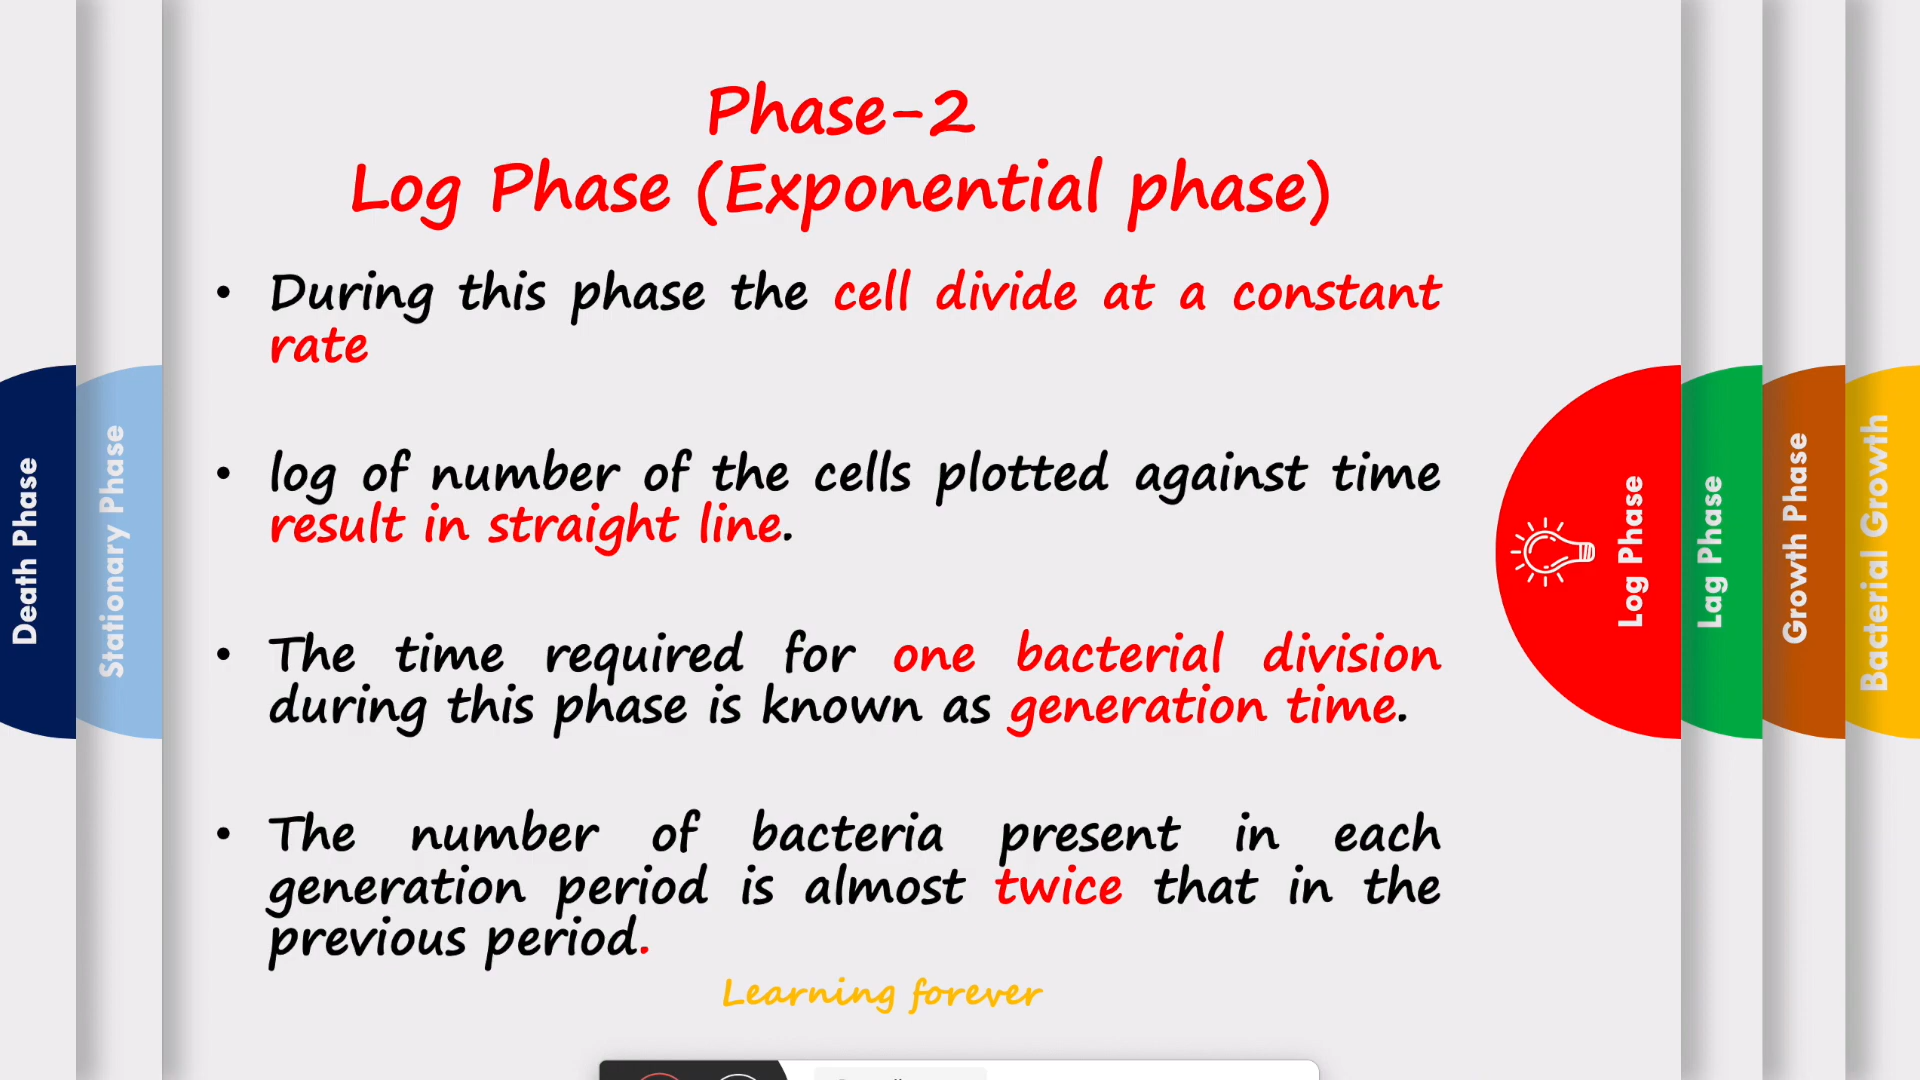 Phase-2
Log Phase (Exponential phase)
• During this phase the cell divide at a constant
rate
• log of number of the cells plotted against time
result in straight line.
• The time required for one bacterial division
during this phase is known as generation time.
• The number of bacteria present in each
generation period is almost twice that in the
previous period.
Learning forever
Death Phase
Stationary Phase
Log Phase
Lag Phase
Growth Phase
Bacterial Growth